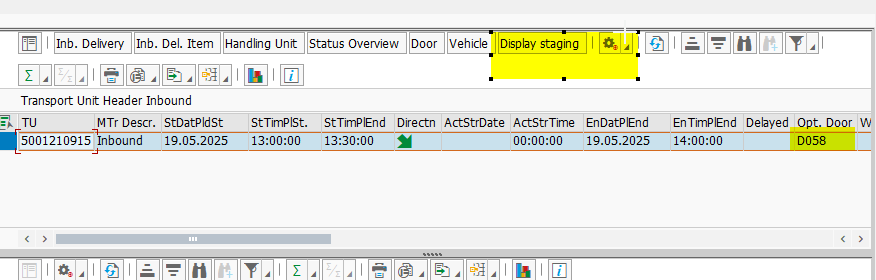 Inb. Delivery Inb. Del. Item Handling Unit Status Overview Door Vehicle Display staging
Transport Unit Header Inbound
TU MTr Descr. StDatPldSt StTimPlSt. StTimPlEnd Directn ActStrDate ActStrTime EnDatPlEnd EnTimPlEnd Delayed Opt. Door W
5001210915 Inbound 19.05.2025 13:00:00 13:30:00 00:00:00 19.05.2025 14:00:00 D058